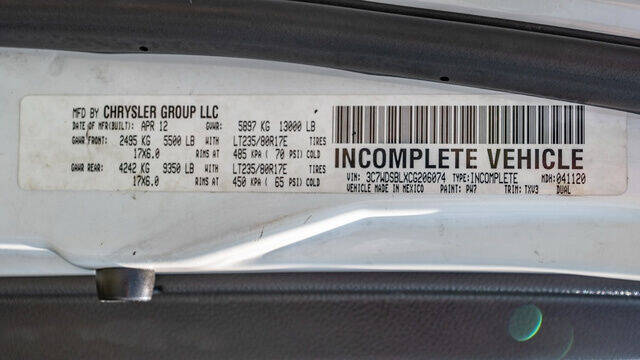 MFD BY CHRYSLER GROUP LLC
DATE OF MFR(BUILT): APR 12 GVWR: 5897 KG 13000 LB
GAWR FRONT: 2495 KG 5500 LB WITH LT235/80R17E TIRES
17X6.0 RIMS AT 485 KPA ( 70 PSI) COLD
GAWR REAR: 4242 KG 9350 LB WITH LT235/80R17E TIRES
17X6.0 RIMS AT 450 KPA ( 65 PSI) COLD
INCOMPLETE VEHICLE
VIN: 3C7WDSBLXCG206074 TYPE:INCOMPLETE MDH:041120
VEHICLE MADE IN MEXICO PAINT: PW7 TRIM: TXV3 DUAL